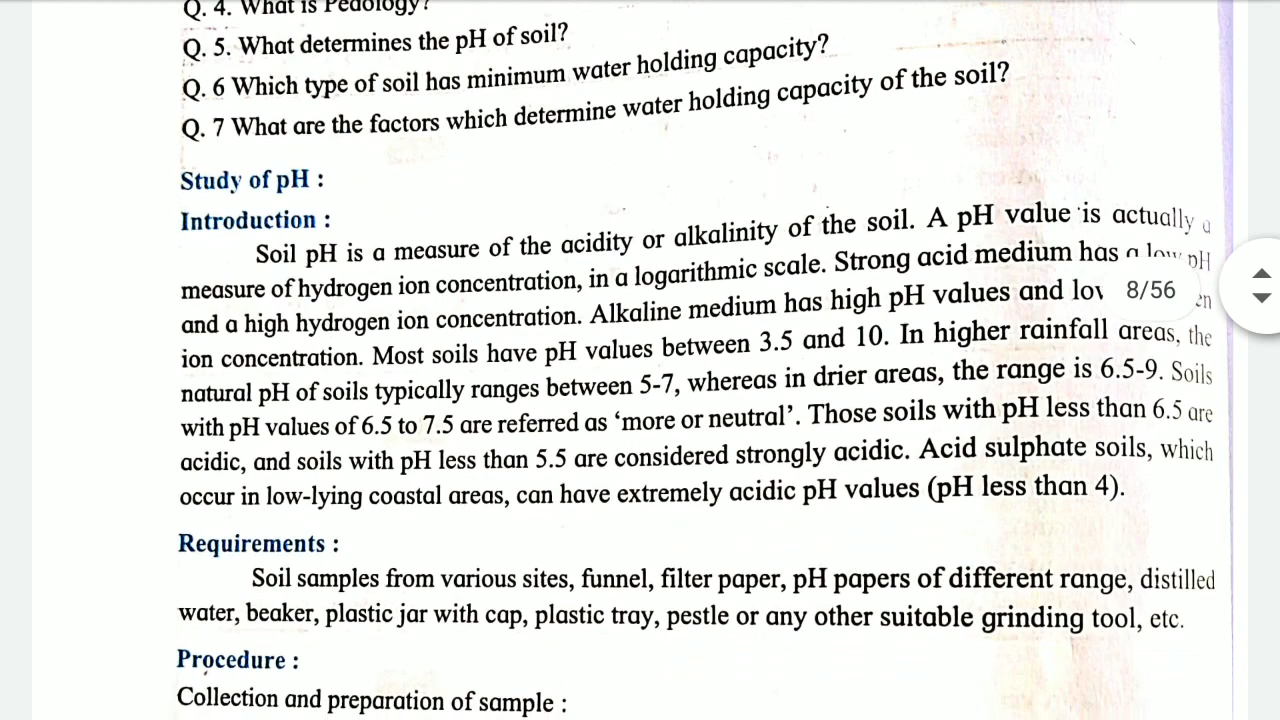 Q. 4. What is Pedology?
Q. 5. What determines the pH of soil?
Q. 6 Which type of soil has minimum water holding capacity?
Q. 7 What are the factors which determine water holding capacity of the soil?
Study of pH :
Introduction :
Soil pH is a measure of the acidity or alkalinity of the soil. A pH value is actually a
measure of hydrogen ion concentration, in a logarithmic scale. Strong acid medium has a low pH
and a high hydrogen ion concentration. Alkaline medium has high pH values and
8/56
ion concentration. Most soils have pH values between 3.5 and 10. In higher rainfall areas, the
natural pH of soils typically ranges between 5-7, whereas in drier areas, the range is 6.5-9. Soils
with pH values of 6.5 to 7.5 are referred as ‘more or neutral’. Those soils with pH less than 6.5 are
acidic, and soils with pH less than 5.5 are considered strongly acidic. Acid sulphate soils, which
occur in low-lying coastal areas, can have extremely acidic pH values (pH less than 4).
Requirements :
Soil samples from various sites, funnel, filter paper, pH papers of different range, distilled
water, beaker, plastic jar with cap, plastic tray, pestle or any other suitable grinding tool, etc.
Procedure :
Collection and preparation of sample :